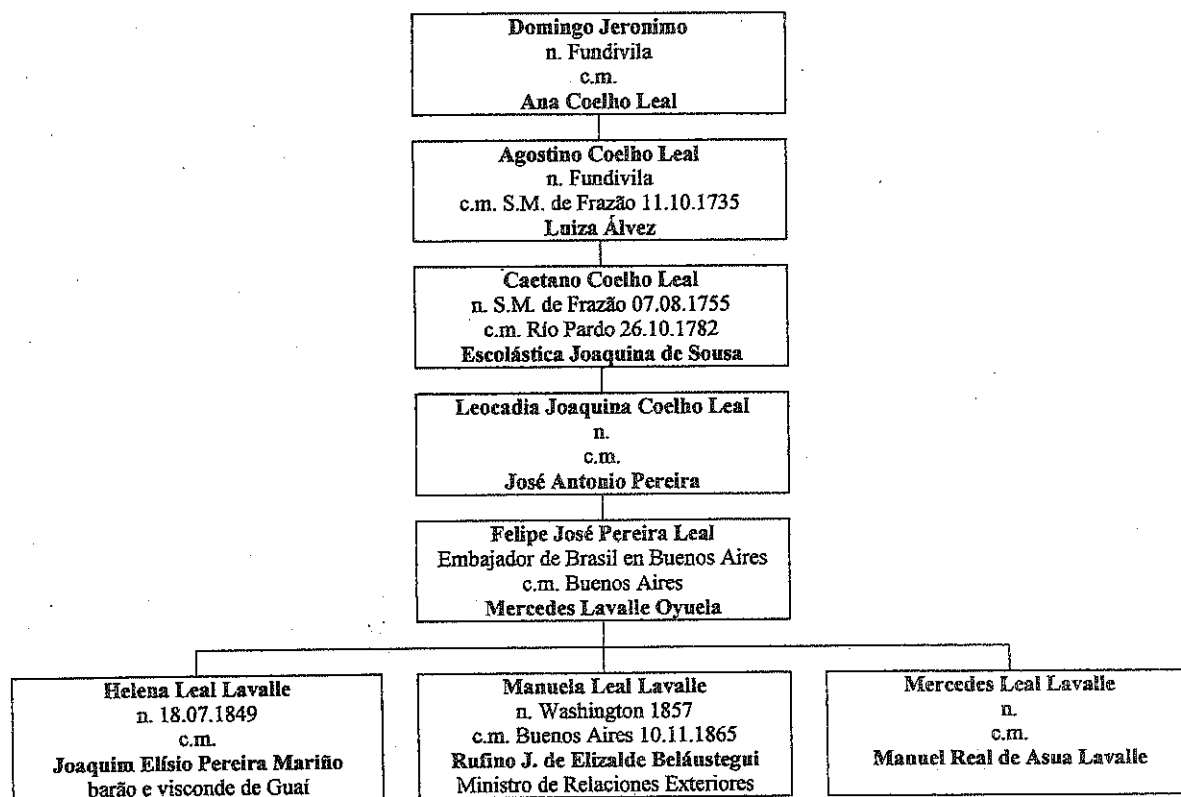 Domingo Jeronimo
n. Fundivila
c.m.
Ana Coelho Leal
Agostino Coelho Leal
n. Fundivila
c.m. S.M. de Frazão 11.10.1735
Luiza Álvez
Caetano Coelho Leal
n. S.M. de Frazão 07.08.1755
c.m. Río Pardo 26.10.1782
Escolástica Joaquina de Sousa
Leocadia Joaquina Coelho Leal
n.
c.m.
José Antonio Pereira
Felipe José Pereira Leal
Embajador de Brasil en Buenos Aires
c.m. Buenos Aires
Mercedes Lavalle Oyuela
Helena Leal Lavalle
n. 18.07.1849
c.m.
Joaquim Elísio Pereira Mariño
barão e visconde de Guaí
Manuela Leal Lavalle
n. Washington 1857
c.m. Buenos Aires 10.11.1865
Rufino J. de Elizalde Beláustegui
Ministro de Relaciones Exteriores
Mercedes Leal Lavalle
n.
c.m.
Manuel Real de Asua Lavalle